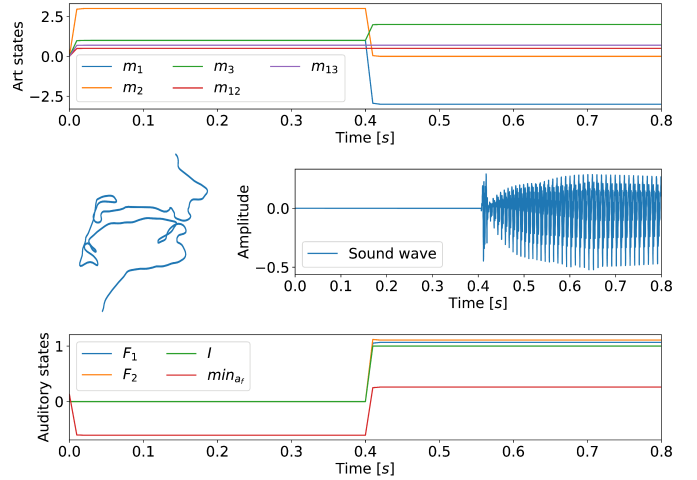 Art states
2.5
0.0
−2.5
m₁ m₃ m₁₃
m₂ m₁₂
0.0 0.1 0.2 0.3 0.4 0.5 0.6 0.7 0.8
Time [s]
Amplitude
0.0
−0.5
Sound wave
0.0 0.1 0.2 0.3 0.4 0.5 0.6 0.7 0.8
Time [s]
Auditory states
1
0
F₁ I
F₂ min_{a_f}
0.0 0.1 0.2 0.3 0.4 0.5 0.6 0.7 0.8
Time [s]